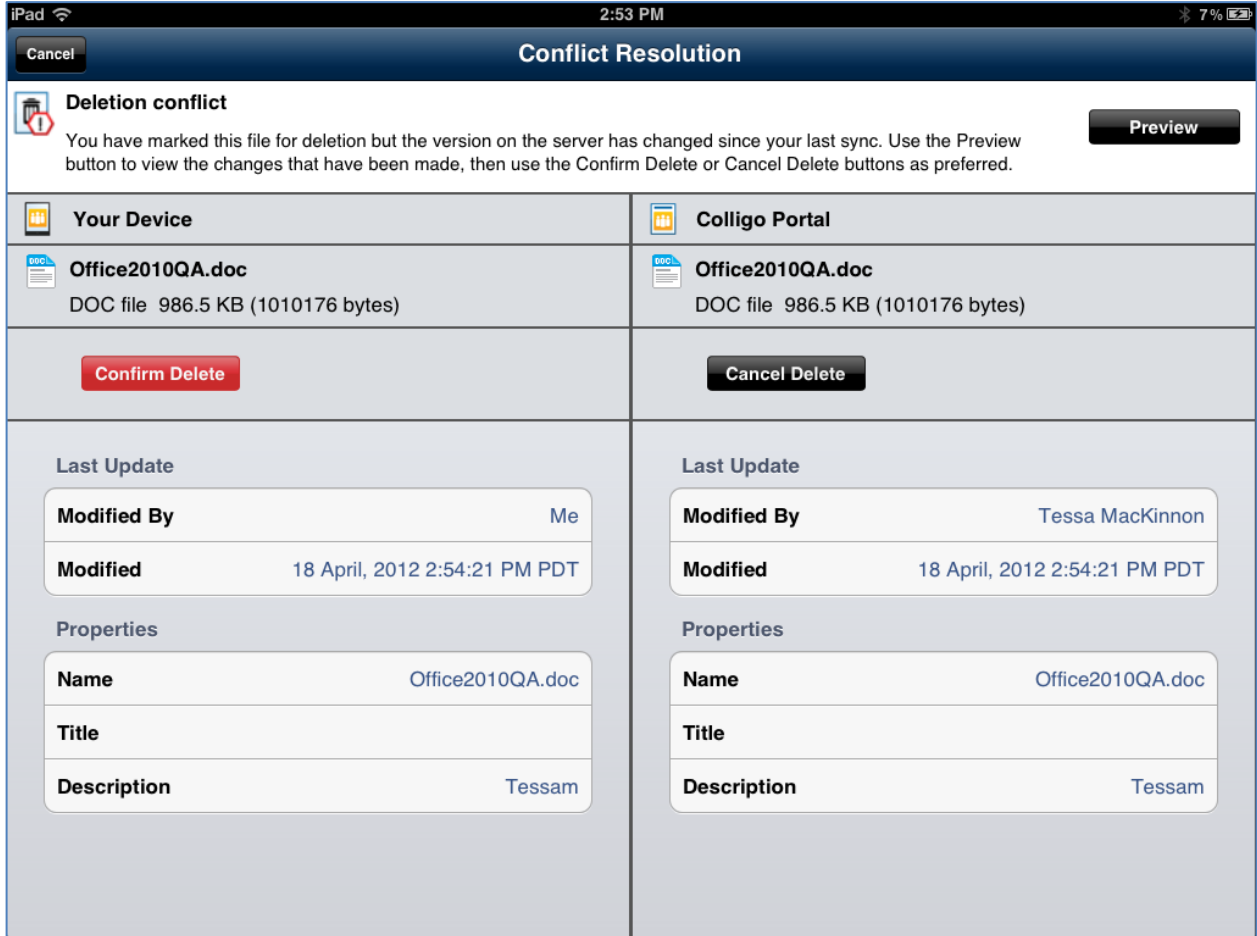 iPad 2:53 PM 7%
Cancel Conflict Resolution
Deletion conflict
You have marked this file for deletion but the version on the server has changed since your last sync. Use the Preview
button to view the changes that have been made, then use the Confirm Delete or Cancel Delete buttons as preferred.
Preview
Your Device
Colligo Portal
DOC Office2010QA.doc
DOC file 986.5 KB (1010176 bytes)
DOC Office2010QA.doc
DOC file 986.5 KB (1010176 bytes)
Confirm Delete
Cancel Delete
Last Update
Modified By Me
Modified 18 April, 2012 2:54:21 PM PDT
Properties
Name Office2010QA.doc
Title
Description Tessam
Last Update
Modified By Tessa MacKinnon
Modified 18 April, 2012 2:54:21 PM PDT
Properties
Name Office2010QA.doc
Title
Description Tessam